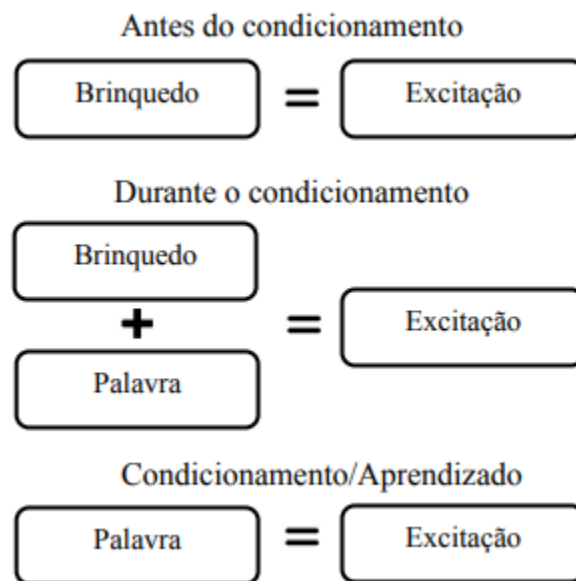 Antes do condicionamento
Brinquedo = Excitação
Durante o condicionamento
Brinquedo
+ = Excitação
Palavra
Condicionamento/Aprendizado
Palavra = Excitação